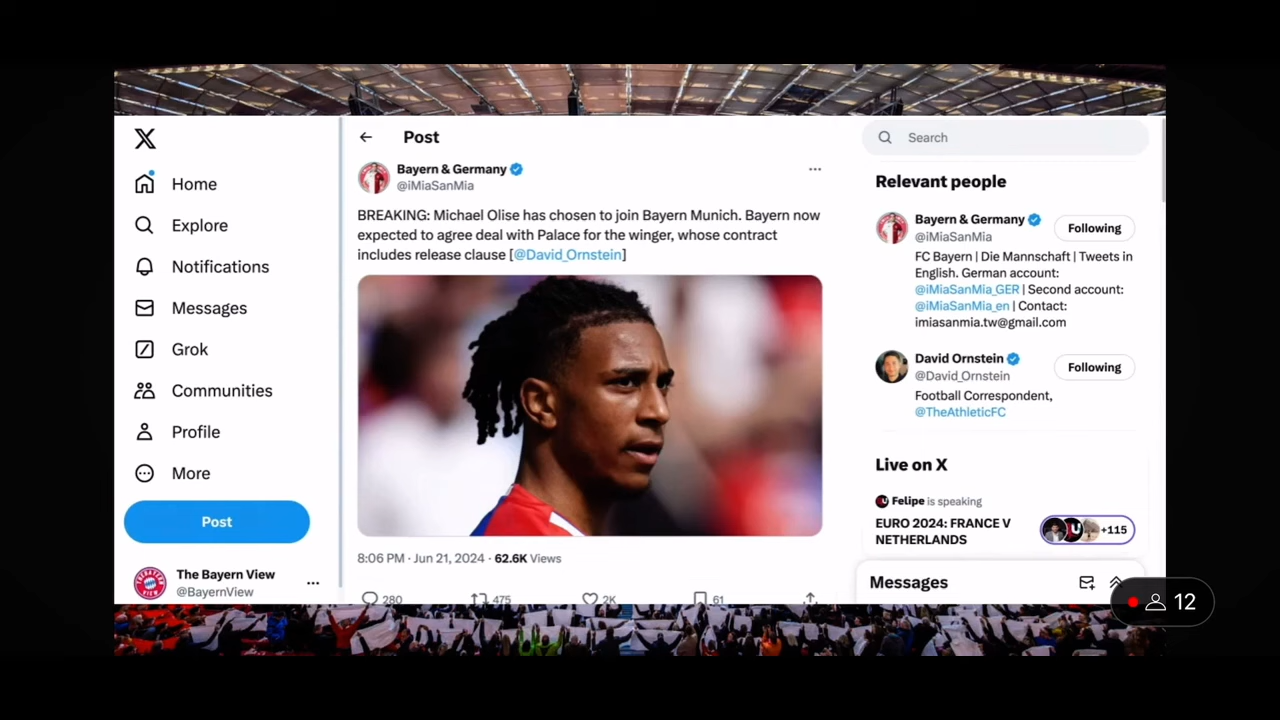 Home
Explore
Notifications
Messages
Grok
Communities
Profile
More
Post
The Bayern View
@BayernView
Post
Bayern & Germany
@iMiaSanMia
BREAKING: Michael Olise has chosen to join Bayern Munich. Bayern now
expected to agree deal with Palace for the winger, whose contract
includes release clause [@David_Ornstein]
8:06 PM · Jun 21, 2024 · 62.6K Views
280
475
2K
61
Search
Relevant people
Bayern & Germany
@iMiaSanMia
Following
FC Bayern | Die Mannschaft | Tweets in
English. German account:
@iMiaSanMia_GER | Second account:
@iMiaSanMia_en | Contact:
imiasanmia.tw@gmail.com
David Ornstein
@David_Ornstein
Following
Football Correspondent,
@TheAthleticFC
Live on X
Felipe is speaking
EURO 2024: FRANCE V
NETHERLANDS
+115
Messages
12